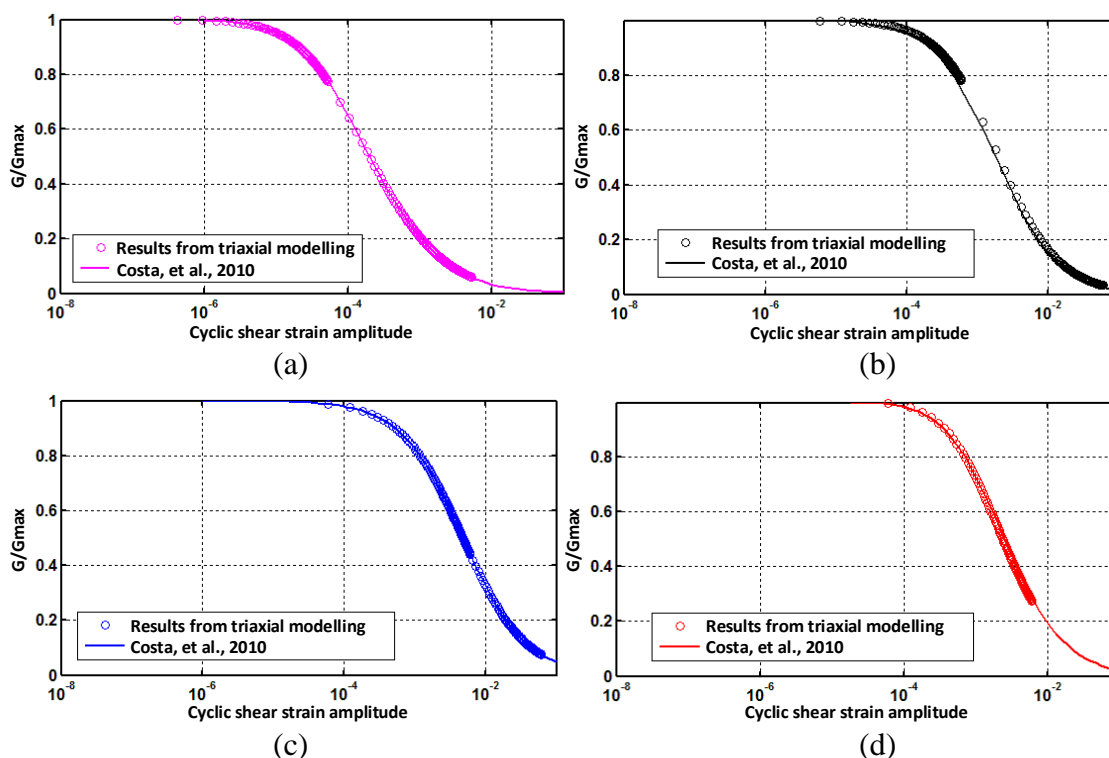 1
0.8
0.6
0.4
0.2
0
G/Gmax
Results from triaxial modelling
Costa, et al., 2010
10-8
10-6
10-4
10-2
Cyclic shear strain amplitude
(a)
1
0.8
0.6
0.4
0.2
0
G/Gmax
Results from triaxial modelling
Costa, et al., 2010
10-8
10-6
10-4
10-2
Cyclic shear strain amplitude
(b)
1
0.8
0.6
0.4
0.2
0
G/Gmax
Results from triaxial modelling
Costa, et al., 2010
10-8
10-6
10-4
10-2
Cyclic shear strain amplitude
(c)
0.8
0.6
0.4
0.2
0
G/Gmax
Results from triaxial modelling
Costa, et al., 2010
10-8
10-6
10-4
10-2
Cyclic shear strain amplitude
(d)